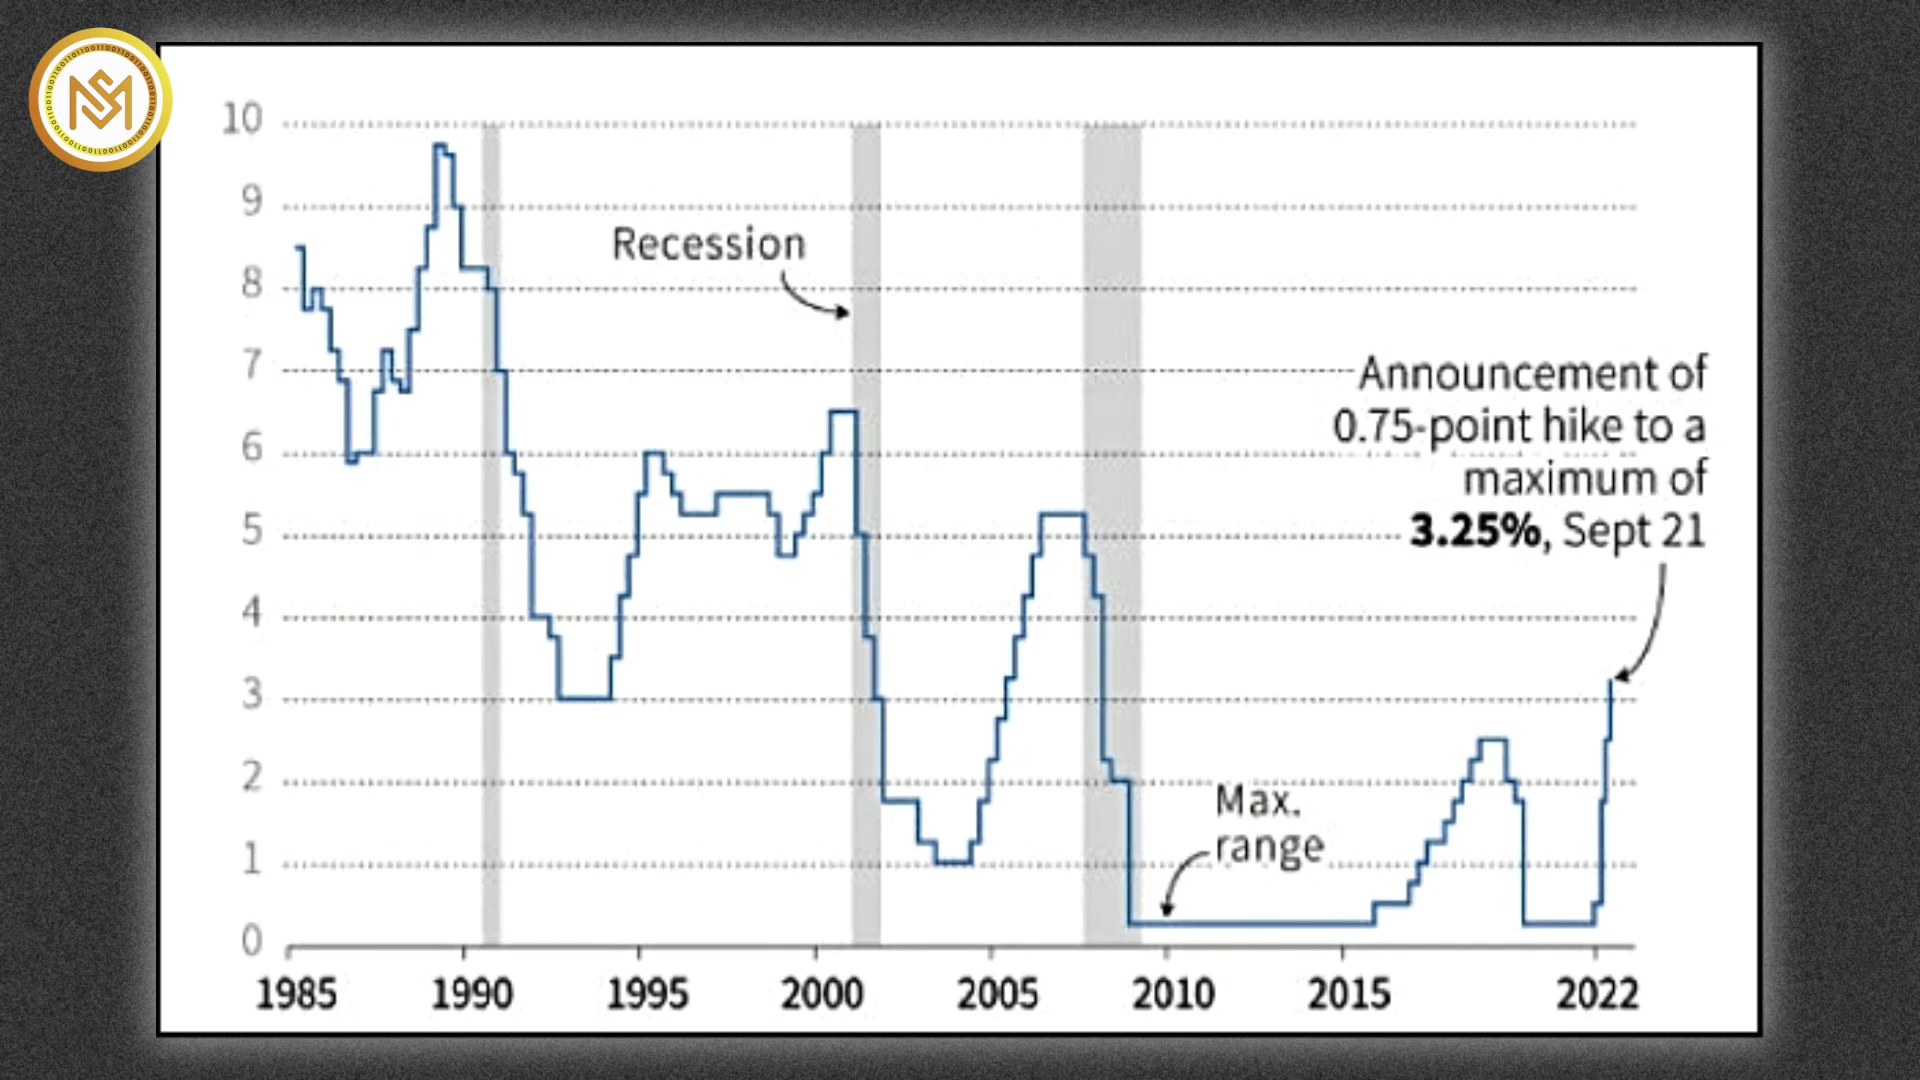 10
9
8
7
6
5
4
3
2
1
0
Recession
Announcement of
0.75-point hike to a
maximum of
3.25%, Sept 21
Max.
range
1985 1990 1995 2000 2005 2010 2015 2022